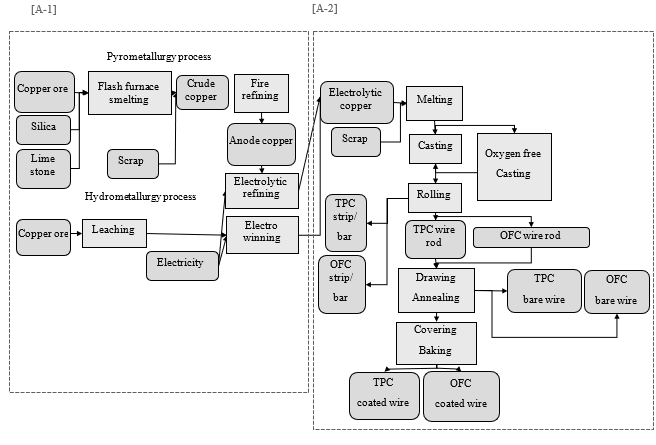 [A-1]
[A-2]
Pyrometallurgy process
Copper ore
Flash furnace
smelting
Crude
copper
Fire
refining
Silica
Lime
stone
Scrap
Anode copper
Electrolytic
refining
Hydrometallurgy process
Copper ore
Leaching
Electro
winning
Electricity
Electrolytic
copper
Melting
Scrap
Casting
Oxygen free
Casting
Rolling
TPC
strip/
bar
TPC wire
rod
OFC wire rod
OFC
strip/
bar
Drawing
Annealing
TPC
bare wire
OFC
bare wire
Covering
Baking
TPC
coated wire
OFC
coated wire